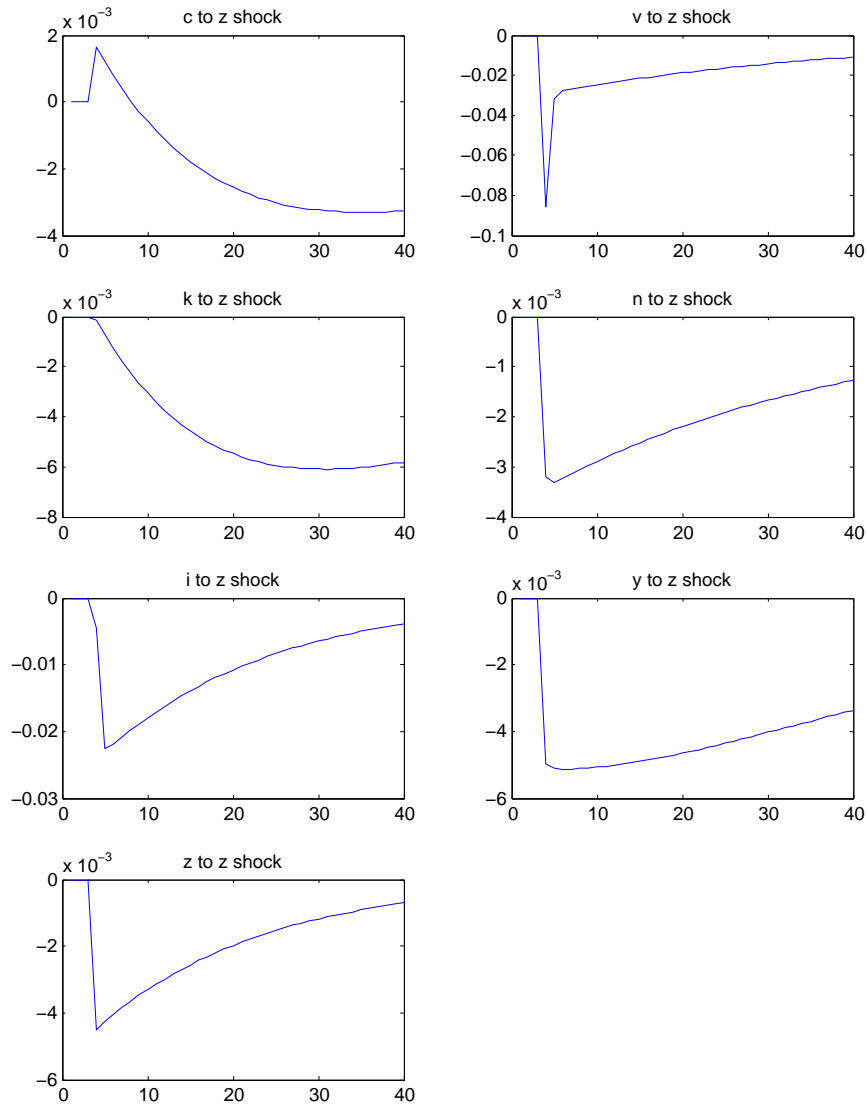 c to z shock
x 10⁻³
2
0
−2
−4
0 10 20 30 40
v to z shock
0
−0.02
−0.04
−0.06
−0.08
−0.1
0 10 20 30 40
k to z shock
x 10⁻³
0
−2
−4
−6
−8
0 10 20 30 40
n to z shock
x 10⁻³
0
−1
−2
−3
−4
0 10 20 30 40
i to z shock
0
−0.01
−0.02
−0.03
0 10 20 30 40
y to z shock
x 10⁻³
0
−2
−4
−6
0 10 20 30 40
z to z shock
x 10⁻³
0
−2
−4
−6
0 10 20 30 40